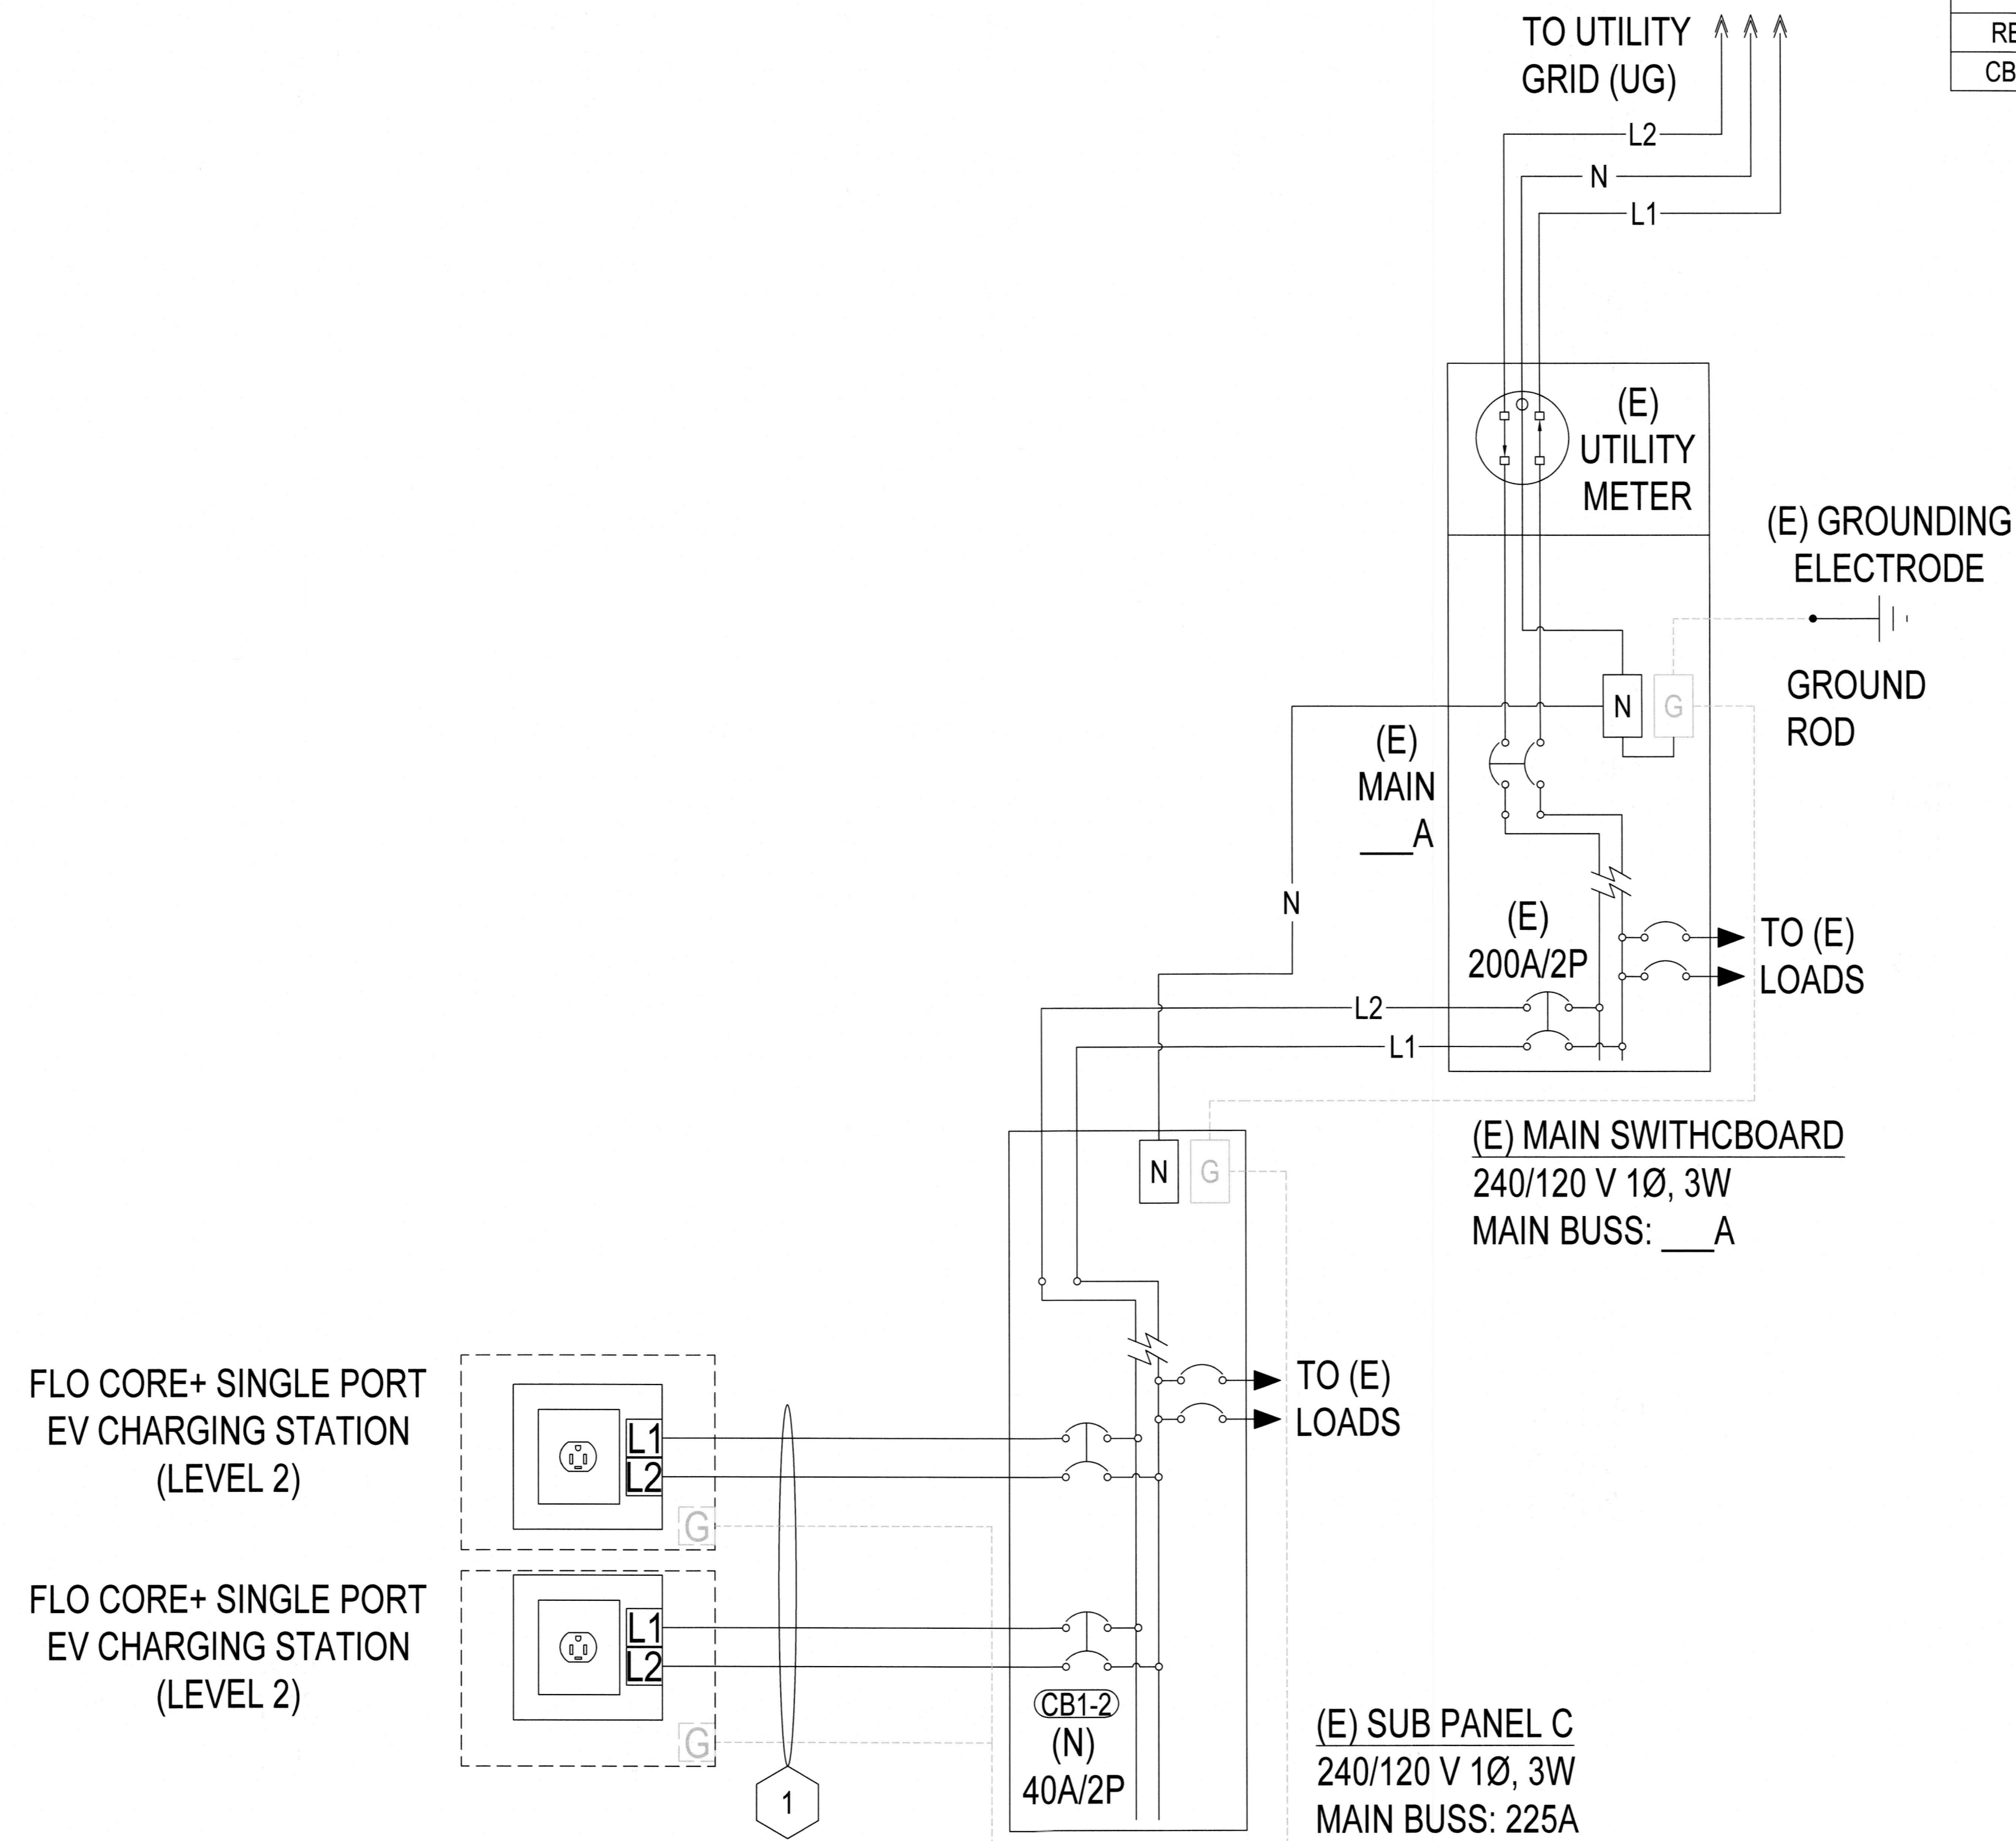 TO UTILITY
GRID (UG)
RE
CB
L2
N
L1
(E)
UTILITY
METER
(E) GROUNDING
ELECTRODE
GROUND
ROD
N
G
(E)
MAIN
___A
N
(E)
200A/2P
TO (E)
LOADS
L2
L1
(E) MAIN SWITHCBOARD
240/120 V 1Ø, 3W
MAIN BUSS: ___A
N
G
TO (E)
LOADS
FLO CORE+ SINGLE PORT
EV CHARGING STATION
(LEVEL 2)
L1
L2
G
FLO CORE+ SINGLE PORT
EV CHARGING STATION
(LEVEL 2)
L1
L2
G
1
CB1-2
(N)
40A/2P
(E) SUB PANEL C
240/120 V 1Ø, 3W
MAIN BUSS: 225A